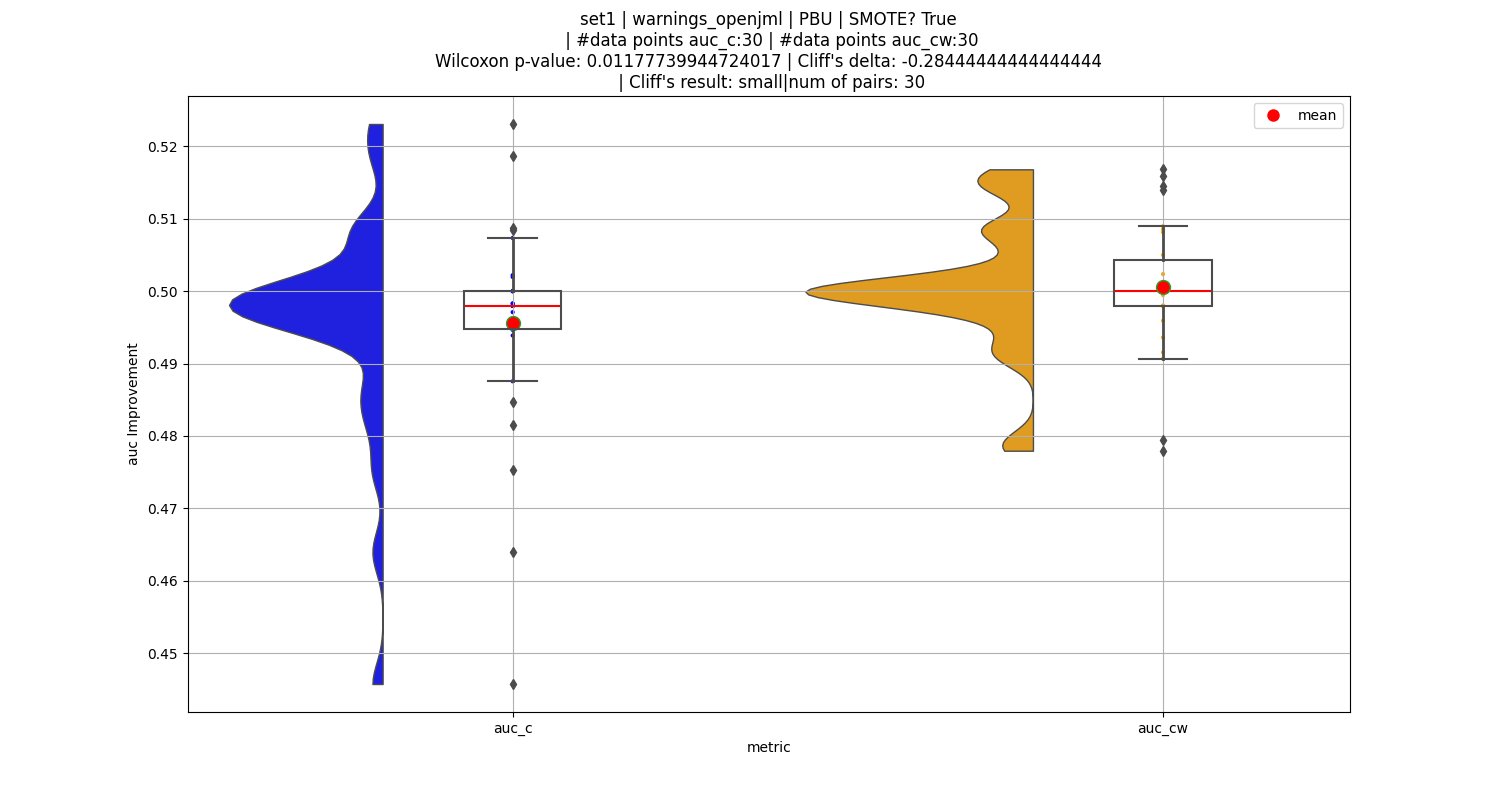 set1 | warnings_openjml | PBU | SMOTE? True
| #data points auc_c:30 | #data points auc_cw:30
Wilcoxon p-value: 0.01177739944724017 | Cliff's delta: -0.28444444444444444
| Cliff's result: small|num of pairs: 30
mean
0.52
0.51
0.50
0.49
0.48
0.47
0.46
0.45
auc Improvement
auc_c
auc_cw
metric